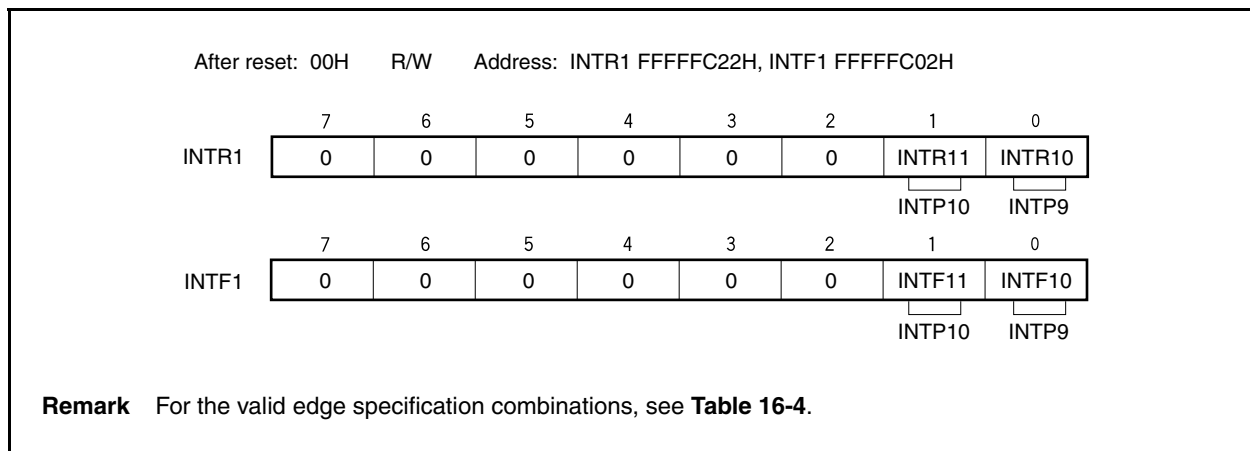 After reset: 00H R/W Address: INTR1 FFFFFC22H, INTF1 FFFFFC02H
7 6 5 4 3 2 1 0
INTR1 0 0 0 0 0 0 INTR11 INTR10
INTP10 INTP9
7 6 5 4 3 2 1 0
INTF1 0 0 0 0 0 0 INTF11 INTF10
INTP10 INTP9
Remark For the valid edge specification combinations, see Table 16-4.